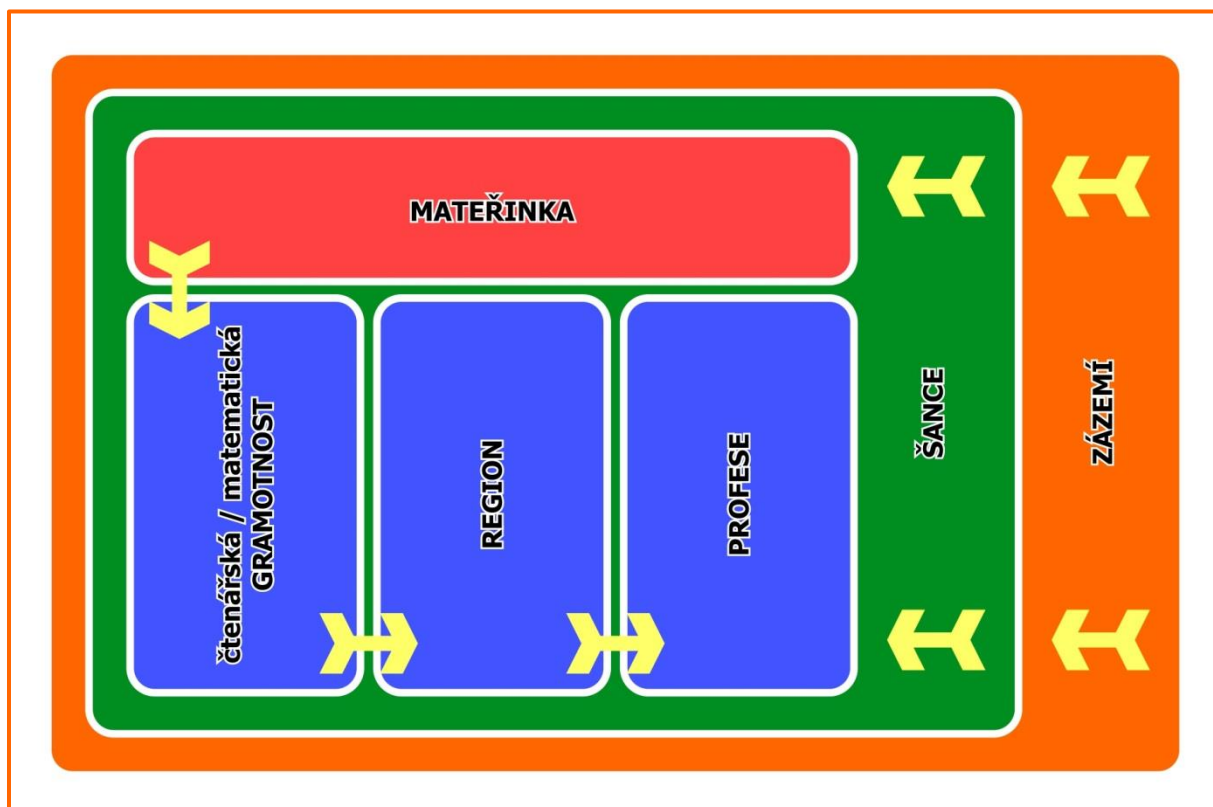 MATEŘINKA
čtenářská / matematická
GRAMOTNOST
REGION
PROFESE
ŠANCE
ZÁZEMÍ